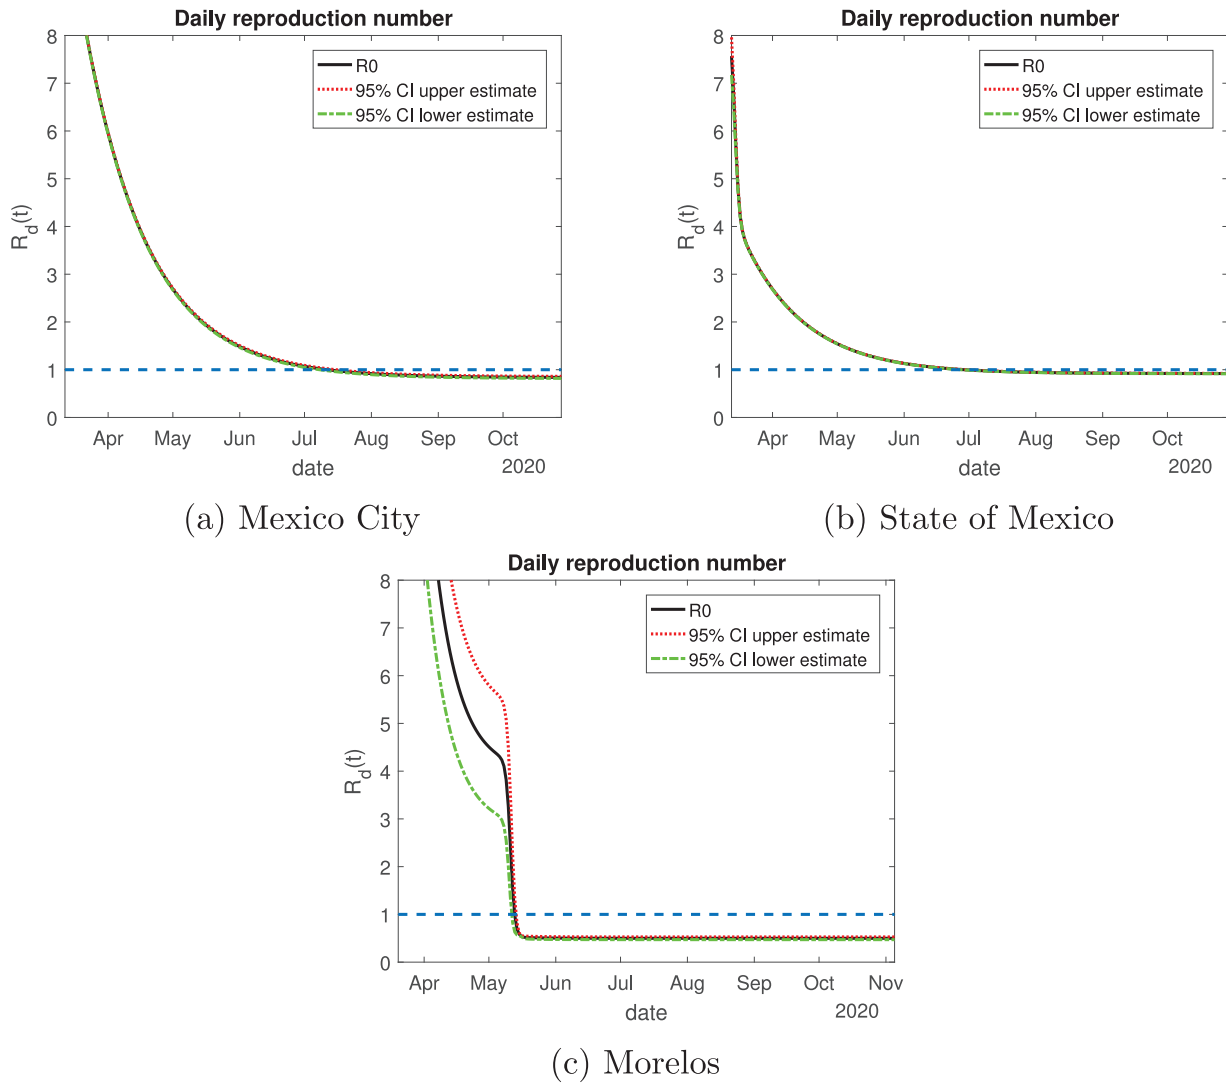 Daily reproduction number
8
7
6
5
4
3
2
1
0
R_d(t)
R0
95% CI upper estimate
95% CI lower estimate
Apr May Jun Jul Aug Sep Oct
date 2020
(a) Mexico City
Daily reproduction number
8
7
6
5
4
3
2
1
0
R_d(t)
R0
95% CI upper estimate
95% CI lower estimate
Apr May Jun Jul Aug Sep Oct
date 2020
(b) State of Mexico
Daily reproduction number
8
7
6
5
4
3
2
1
0
R_d(t)
R0
95% CI upper estimate
95% CI lower estimate
Apr May Jun Jul Aug Sep Oct Nov
date 2020
(c) Morelos